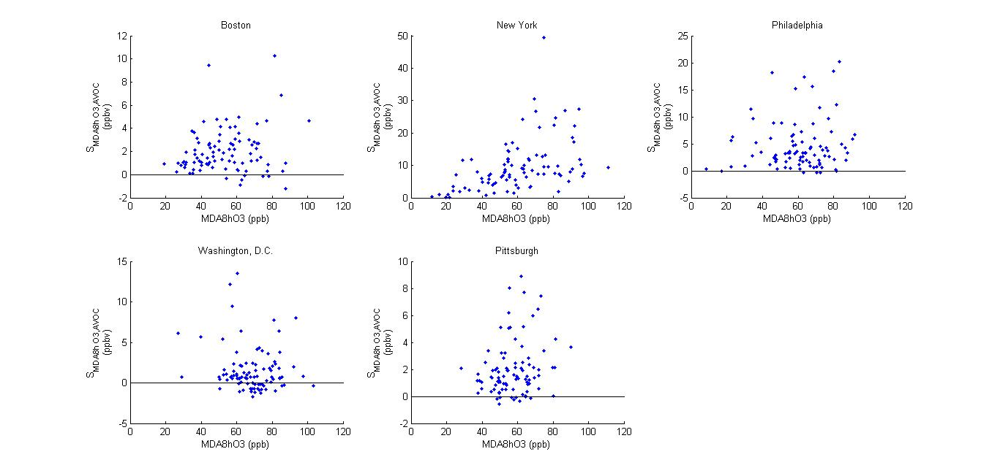 Boston
12
10
8
6
4
2
0
-2
S_MDA8h O3,AVOC
(ppbv)
0 20 40 60 80 100 120
MDA8hO3 (ppb)
New York
50
40
30
20
10
0
S_MDA8h O3,AVOC
(ppbv)
0 20 40 60 80 100 120
MDA8hO3 (ppb)
Philadelphia
25
20
15
10
5
0
-5
S_MDA8h O3,AVOC
(ppbv)
0 20 40 60 80 100 120
MDA8hO3 (ppb)
Washington, D.C.
15
10
5
0
-5
S_MDA8h O3,AVOC
(ppbv)
0 20 40 60 80 100 120
MDA8hO3 (ppb)
Pittsburgh
10
8
6
4
2
0
-2
S_MDA8h O3,AVOC
(ppbv)
0 20 40 60 80 100 120
MDA8hO3 (ppb)